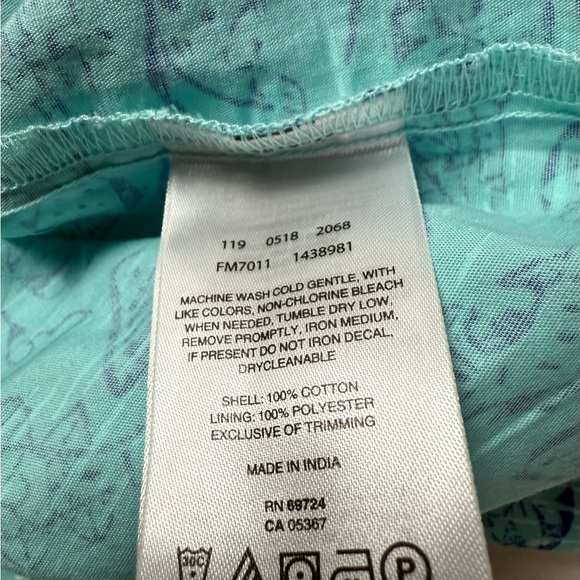 119 0518 2068
FM7011 1438981
MACHINE WASH COLD GENTLE, WITH
LIKE COLORS, NON-CHLORINE BLEACH
WHEN NEEDED, TUMBLE DRY LOW,
REMOVE PROMPTLY, IRON MEDIUM,
IF PRESENT DO NOT IRON DECAL,
DRYCLEANABLE
SHELL: 100% COTTON
LINING: 100% POLYESTER
EXCLUSIVE OF TRIMMING
MADE IN INDIA
RN 69724
CA 05367
30C P